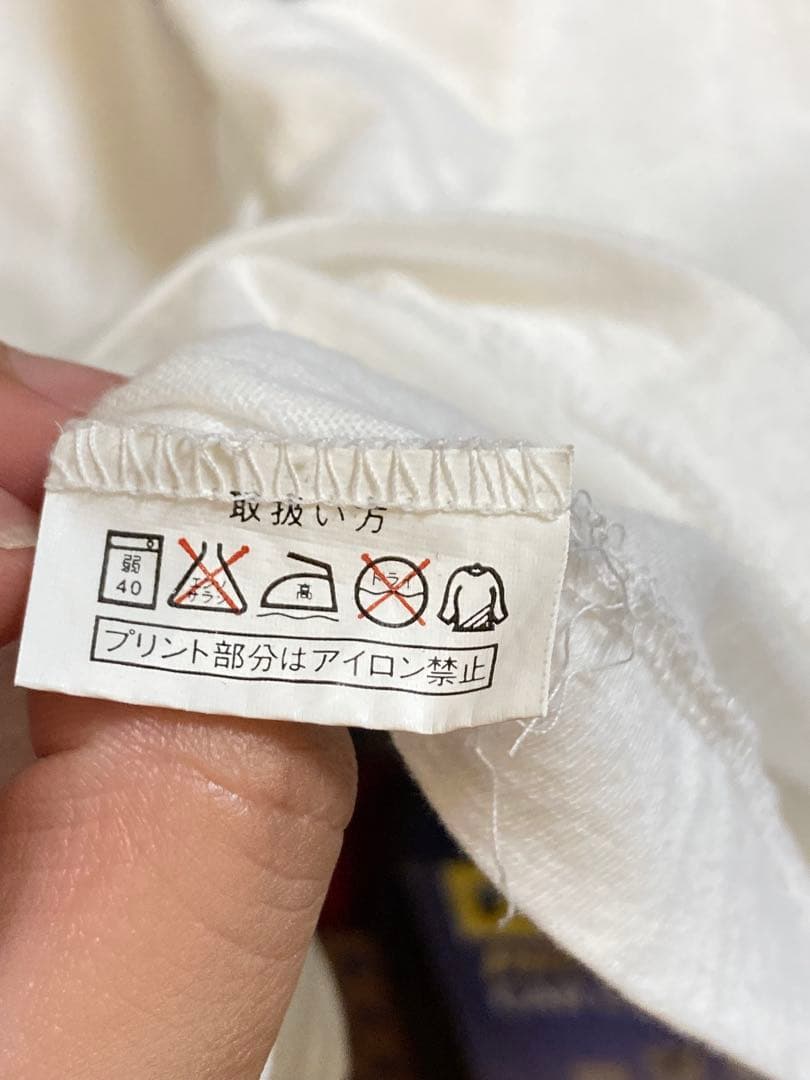 取扱い方
弱
40
エンソ
サラシ
高
ドライ
プリント部分はアイロン禁止